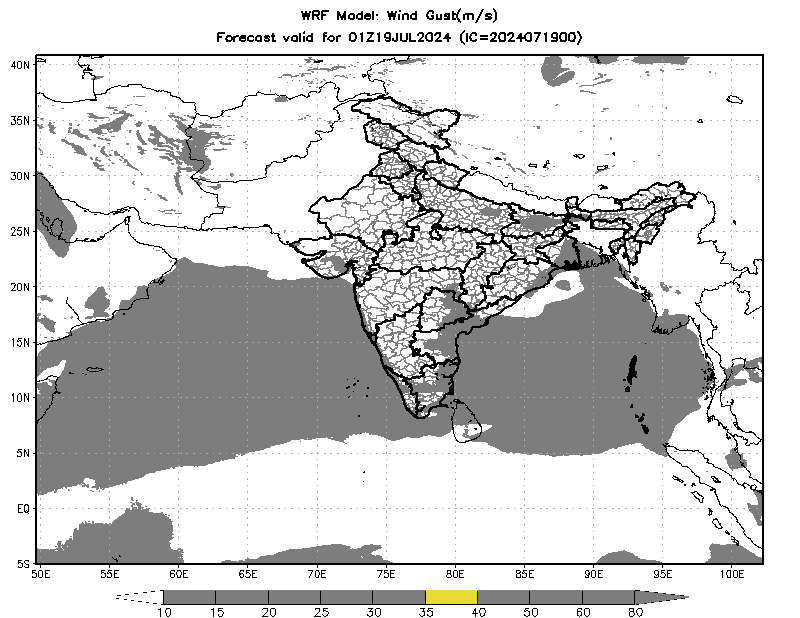 WRF Model: Wind Gust(m/s)
Forecast valid for 01Z19JUL2024 (IC=2024071900)
40N
35N
30N
25N
20N
15N
10N
5N
EQ
5S
50E 55E 60E 65E 70E 75E 80E 85E 90E 95E 100E
10 15 20 25 30 35 40 50 60 80